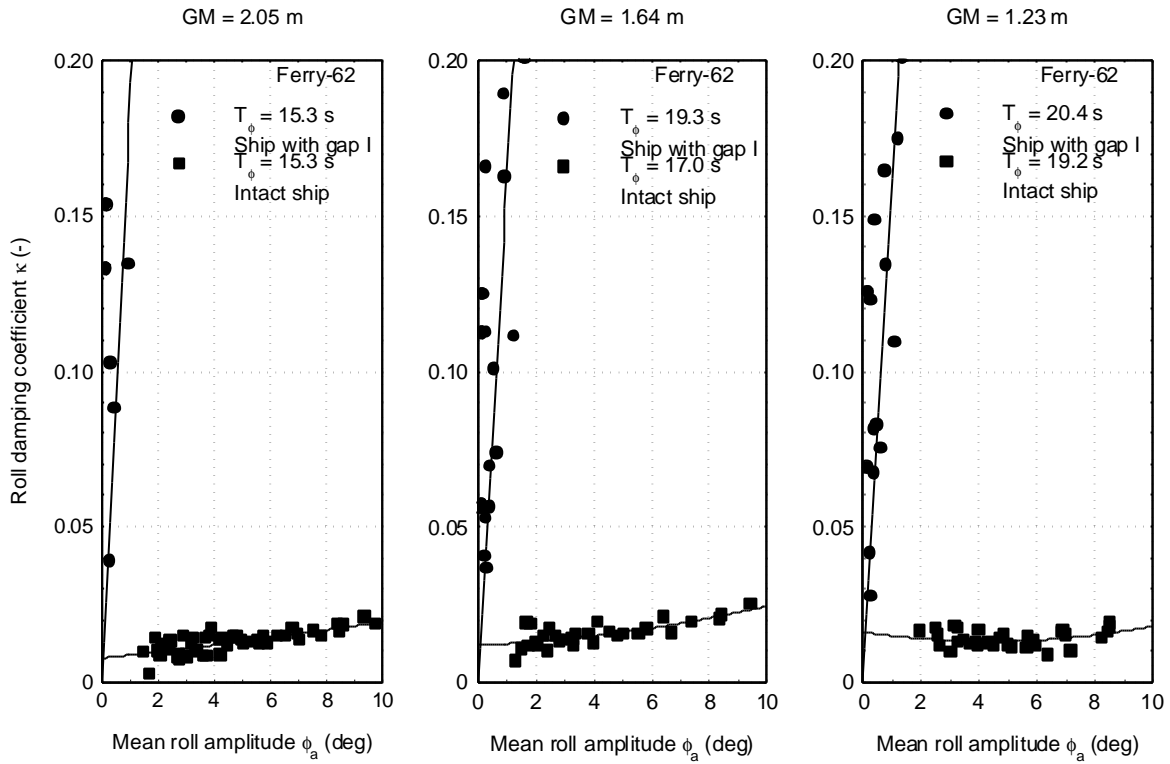 GM = 2.05 m
GM = 1.64 m
GM = 1.23 m
Roll damping coefficient κ (-)
0.20
0.15
0.10
0.05
0
Ferry-62
T_ϕ = 15.3 s
Ship with gap I
T_ϕ = 15.3 s
Intact ship
0 2 4 6 8 10
Mean roll amplitude ϕ_a (deg)
0.20
0.15
0.10
0.05
0
Ferry-62
T_ϕ = 19.3 s
Ship with gap I
T_ϕ = 17.0 s
Intact ship
0 2 4 6 8 10
Mean roll amplitude ϕ_a (deg)
0.20
0.15
0.10
0.05
0
Ferry-62
T_ϕ = 20.4 s
Ship with gap I
T_ϕ = 19.2 s
Intact ship
0 2 4 6 8 10
Mean roll amplitude ϕ_a (deg)